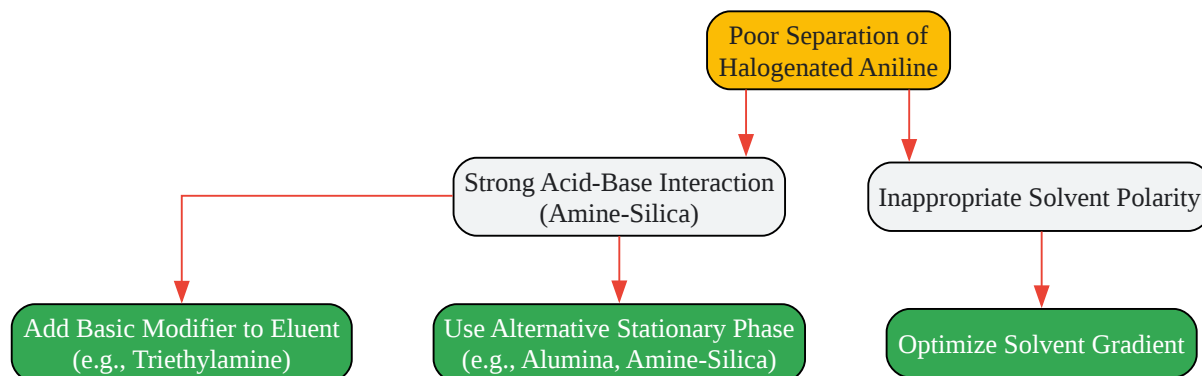 Poor Separation of
Halogenated Aniline
Strong Acid-Base Interaction
(Amine-Silica)
Inappropriate Solvent Polarity
Add Basic Modifier to Eluent
(e.g., Triethylamine)
Use Alternative Stationary Phase
(e.g., Alumina, Amine-Silica)
Optimize Solvent Gradient